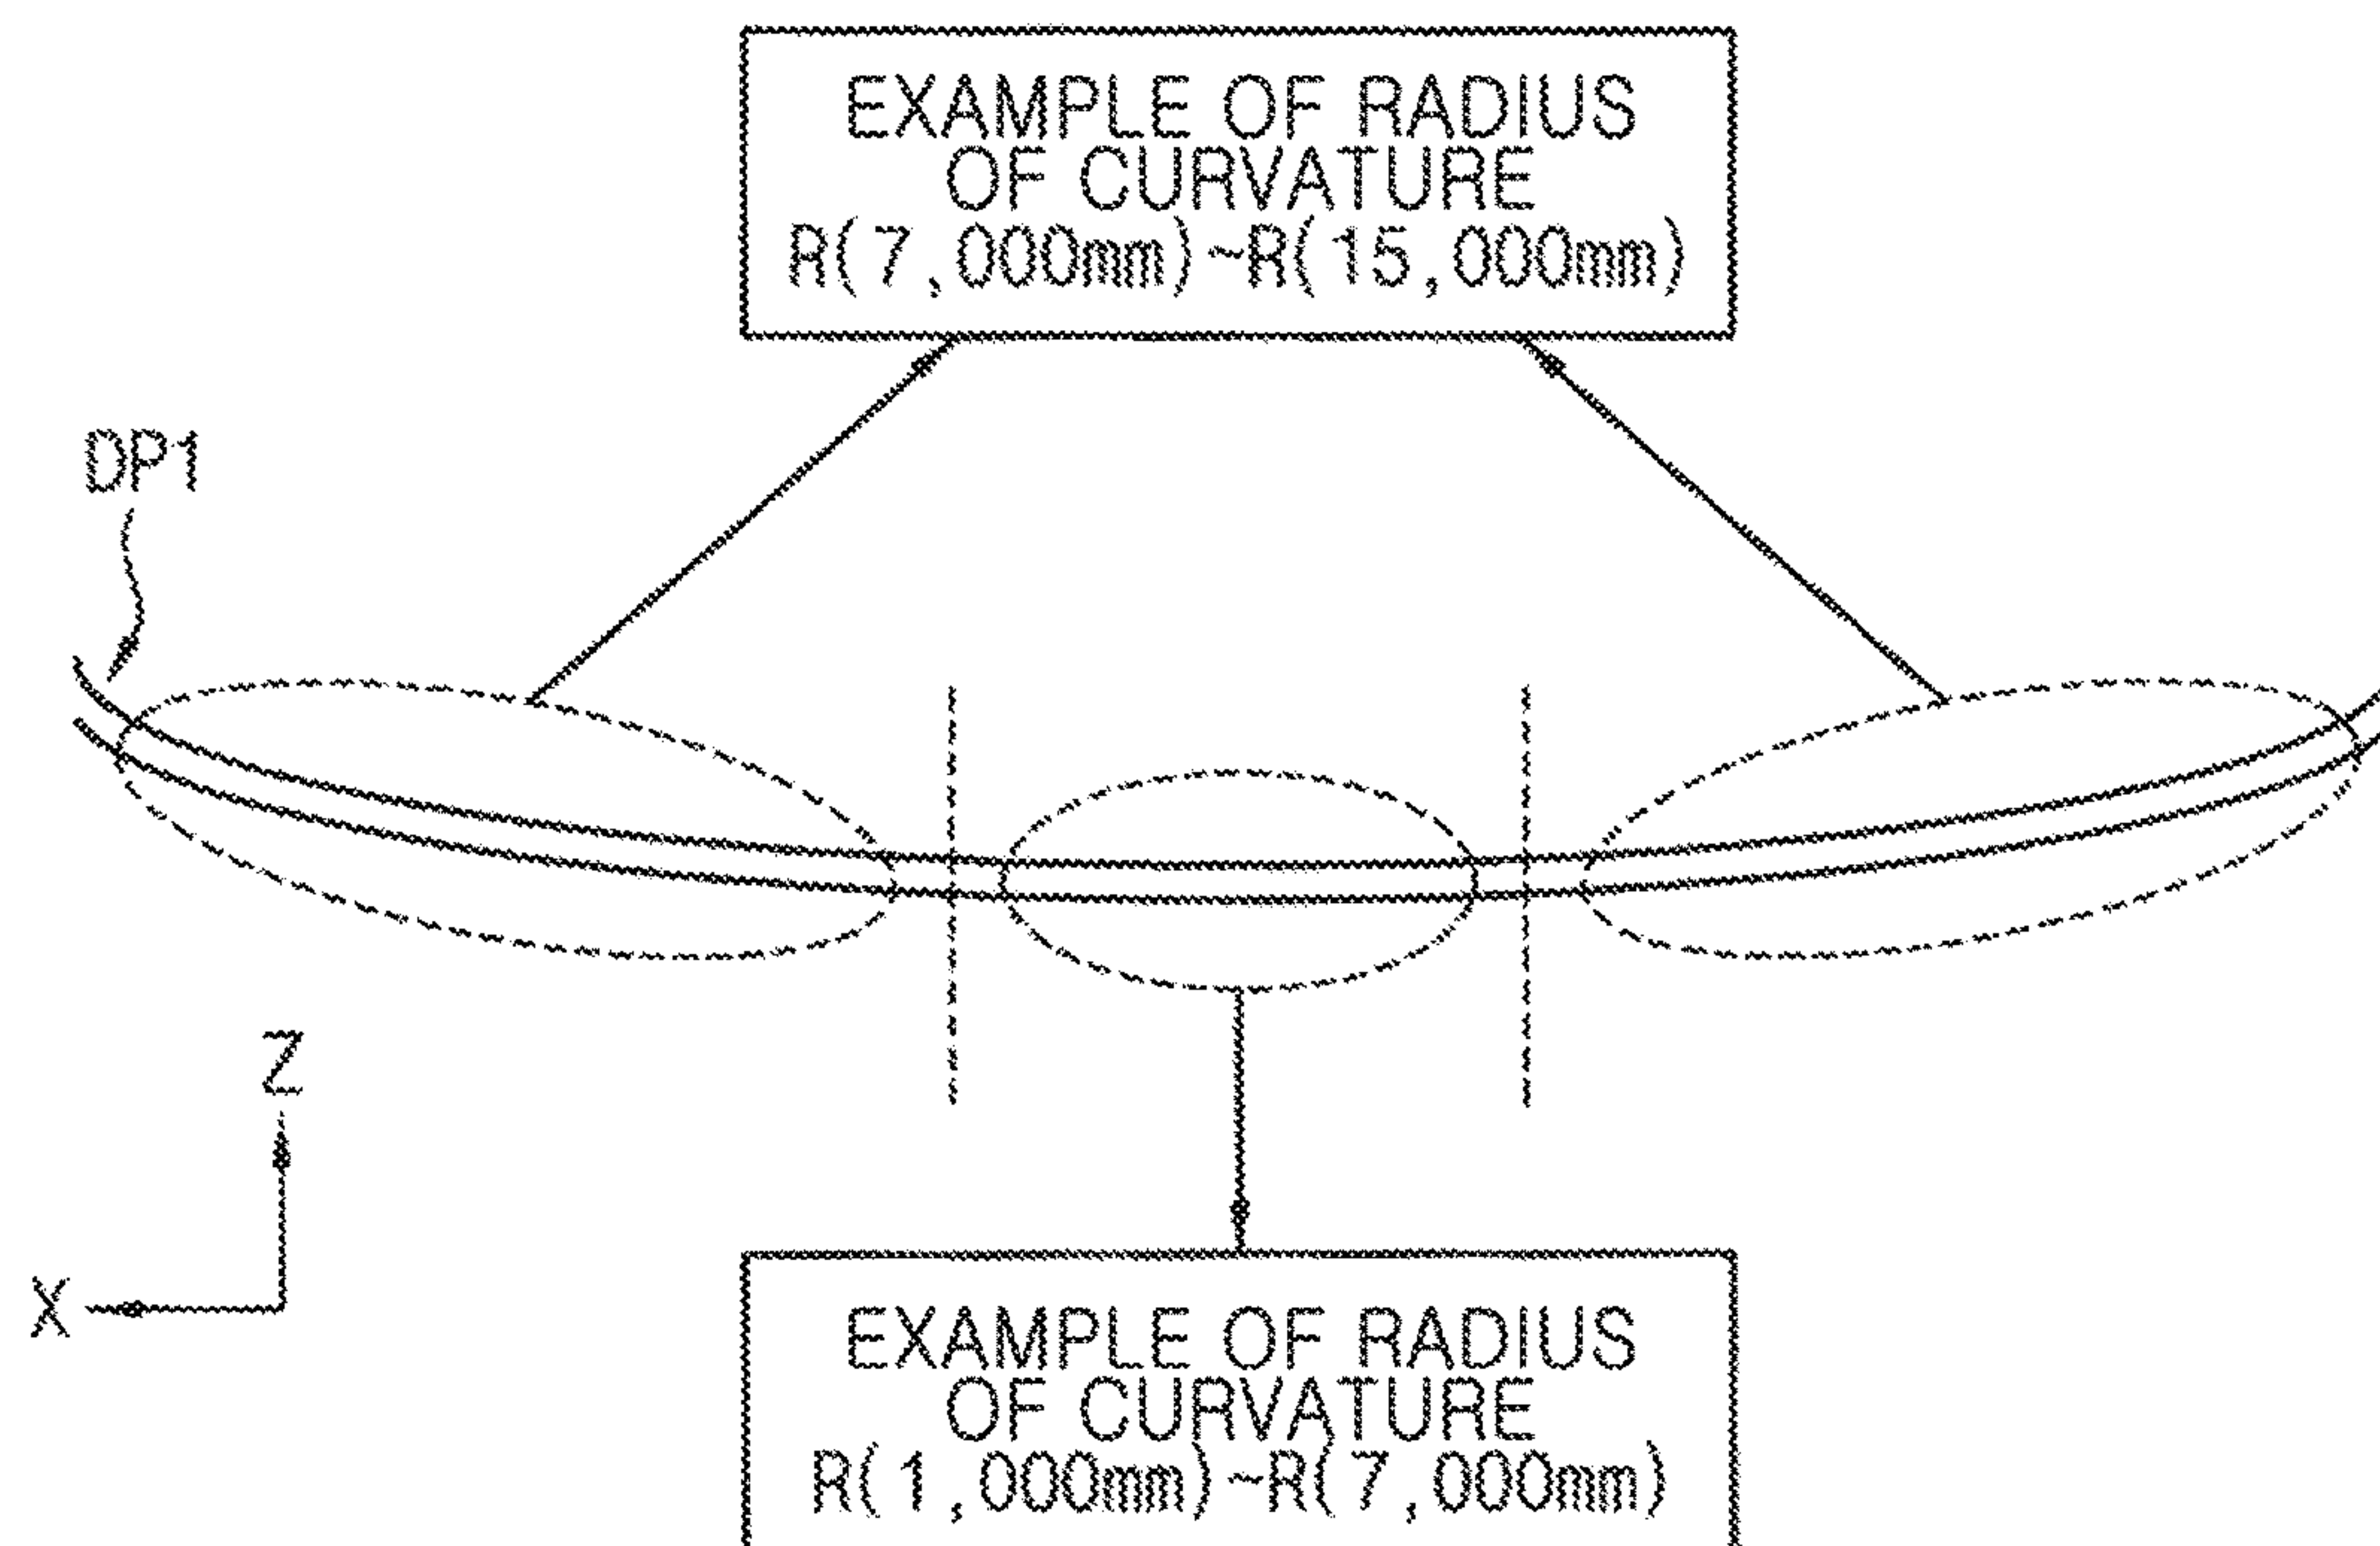 EXAMPLE OF RADIUS
OF CURVATURE
R(7,000mm)~R(15,000mm)
DP1
Z
X
EXAMPLE OF RADIUS
OF CURVATURE
R(1,000mm)~R(7,000mm)